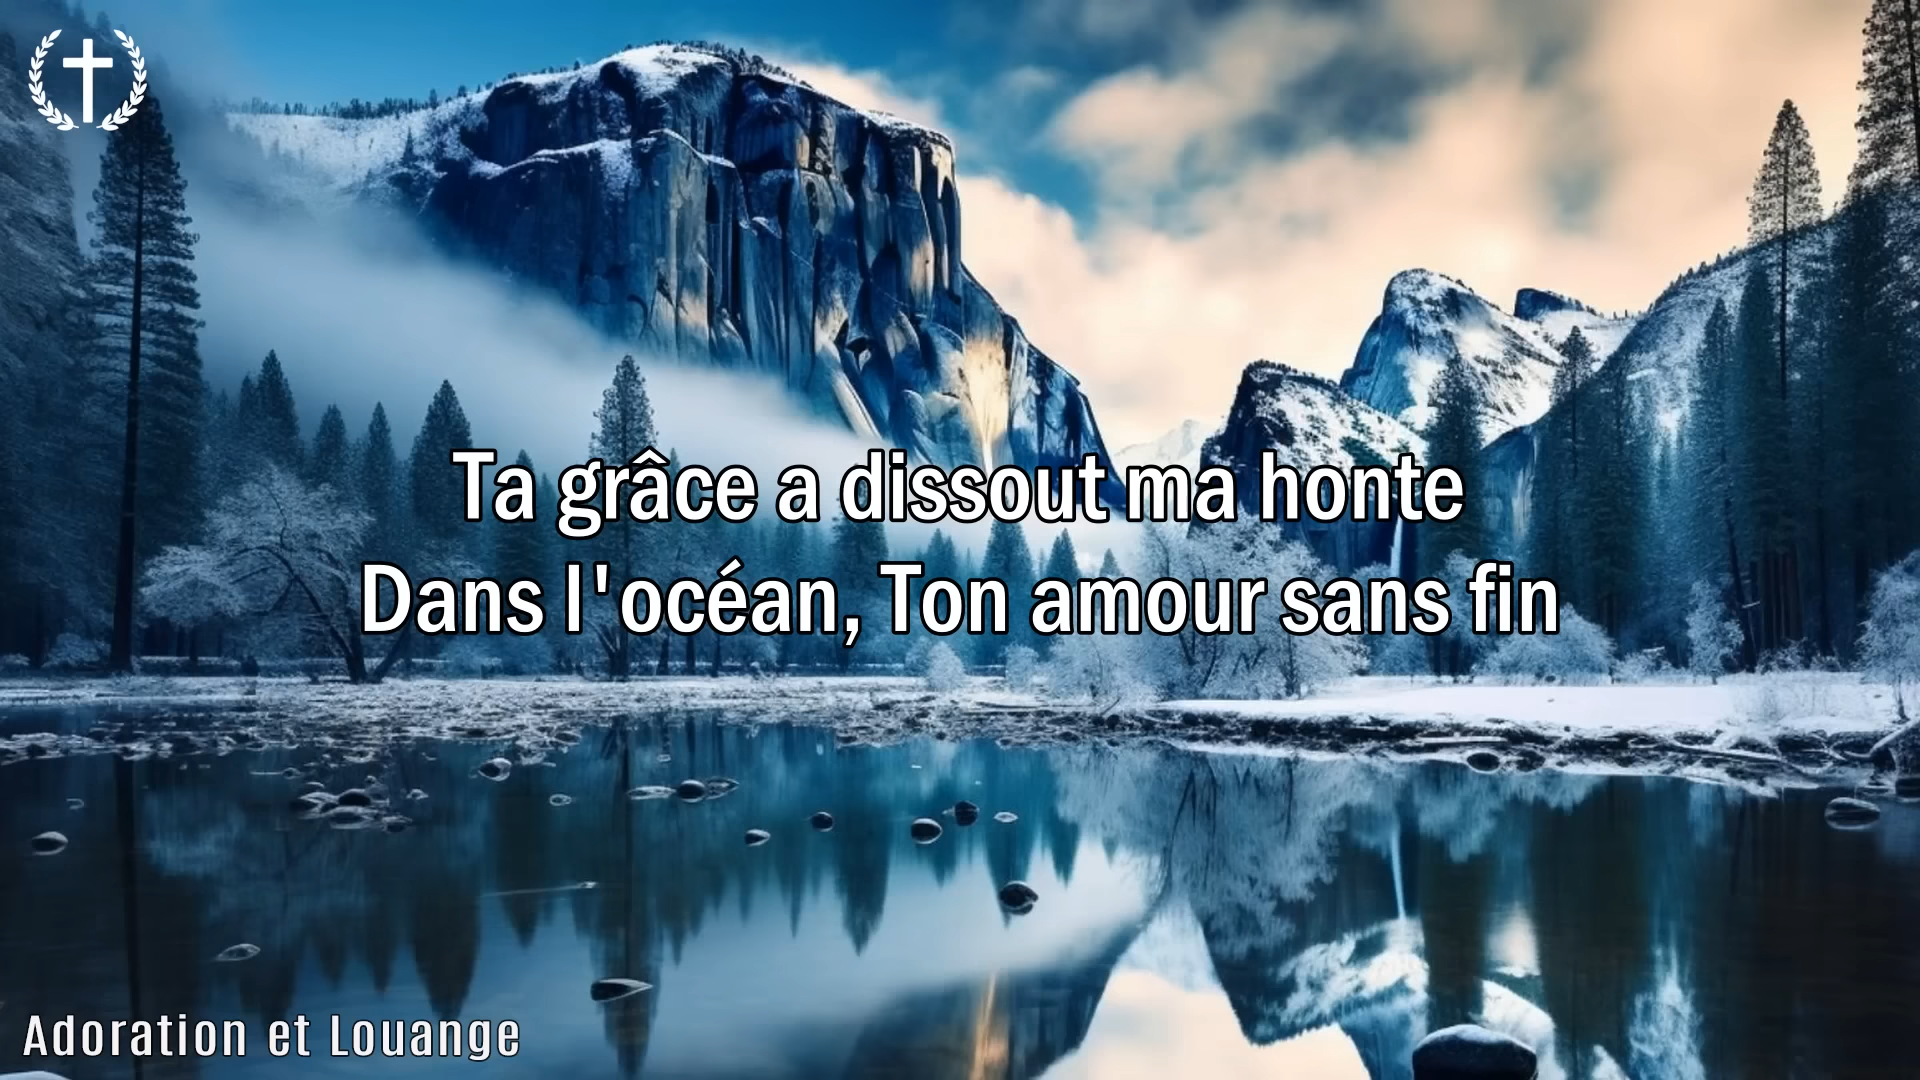 Ta grâce a dissout ma honte
Dans l'océan, Ton amour sans fin
Adoration et Louange